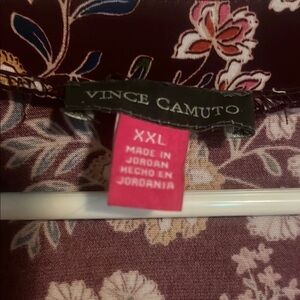 VINCE CAMUTO
XXL
MADE IN
JORDAN
HECHO EN
JORDANIA